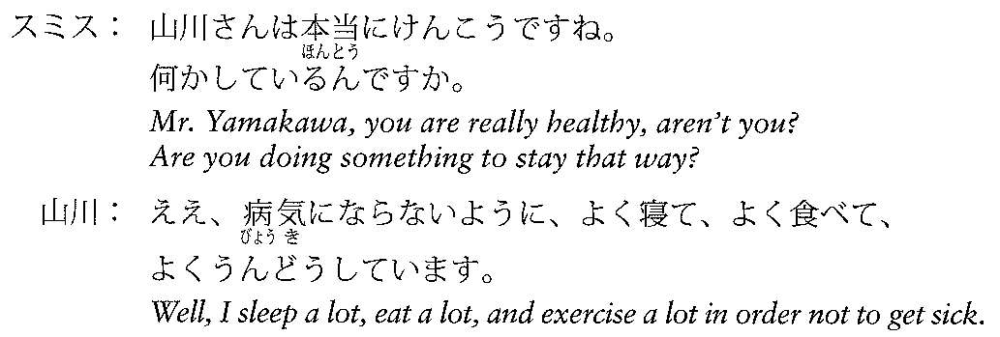 スミス： 山川さんは本当にけんこうですね。
ほんとう
何かしているんですか。
Mr. Yamakawa, you are really healthy, aren't you?
Are you doing something to stay that way?
山川： ええ、病気にならないように、よく寝て、よく食べて、
びょう き
よくうんどうしています。
Well, I sleep a lot, eat a lot, and exercise a lot in order not to get sick.